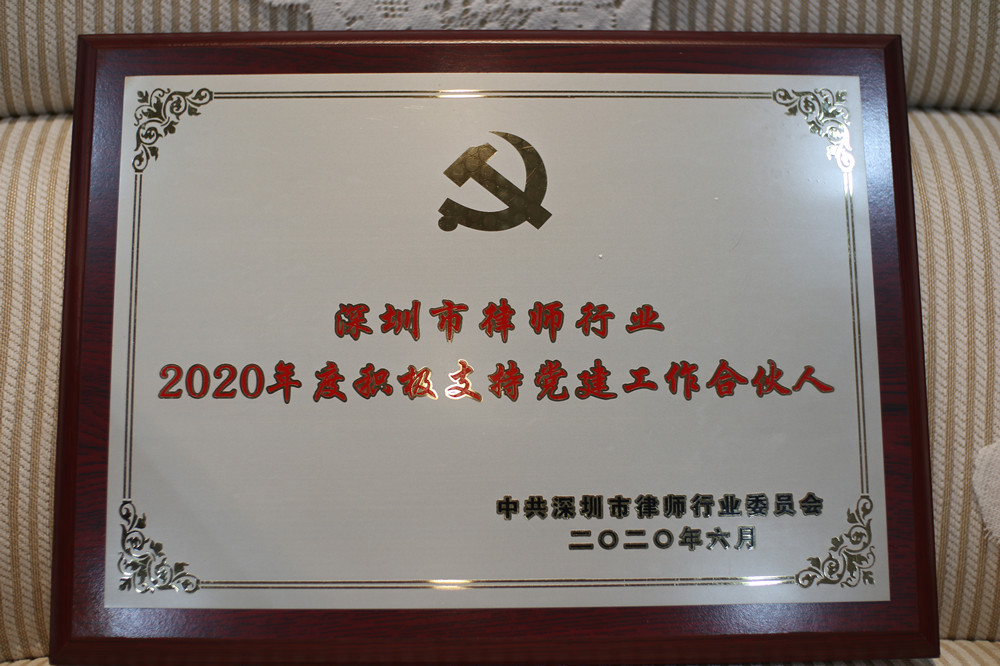 深圳市律师行业
2020年度积极支持党建工作合伙人
中共深圳市律师行业委员会
二〇二〇年六月